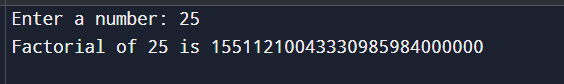 Enter a number: 25
Factorial of 25 is 15511210043330985984000000